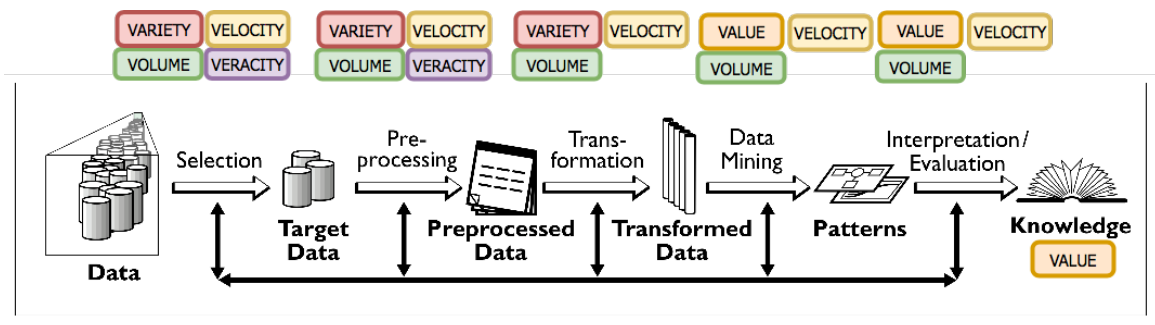 VARIETY VELOCITY VARIETY VELOCITY VARIETY VELOCITY VALUE VELOCITY VALUE VELOCITY
VOLUME VERACITY VOLUME VERACITY VOLUME VOLUME VOLUME
Selection
Pre-
processing
Trans-
formation
Data
Mining
Interpretation/
Evaluation
Data
Target
Data
Preprocessed
Data
Transformed
Data
Patterns
Knowledge
VALUE